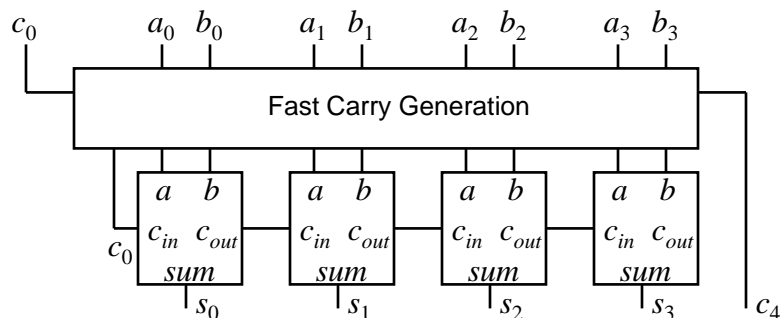 c0 a0 b0 a1 b1 a2 b2 a3 b3
Fast Carry Generation
a b a b a b a b
c0 cin cout cin cout cin cout cin cout
sum sum sum sum
s0 s1 s2 s3 c4